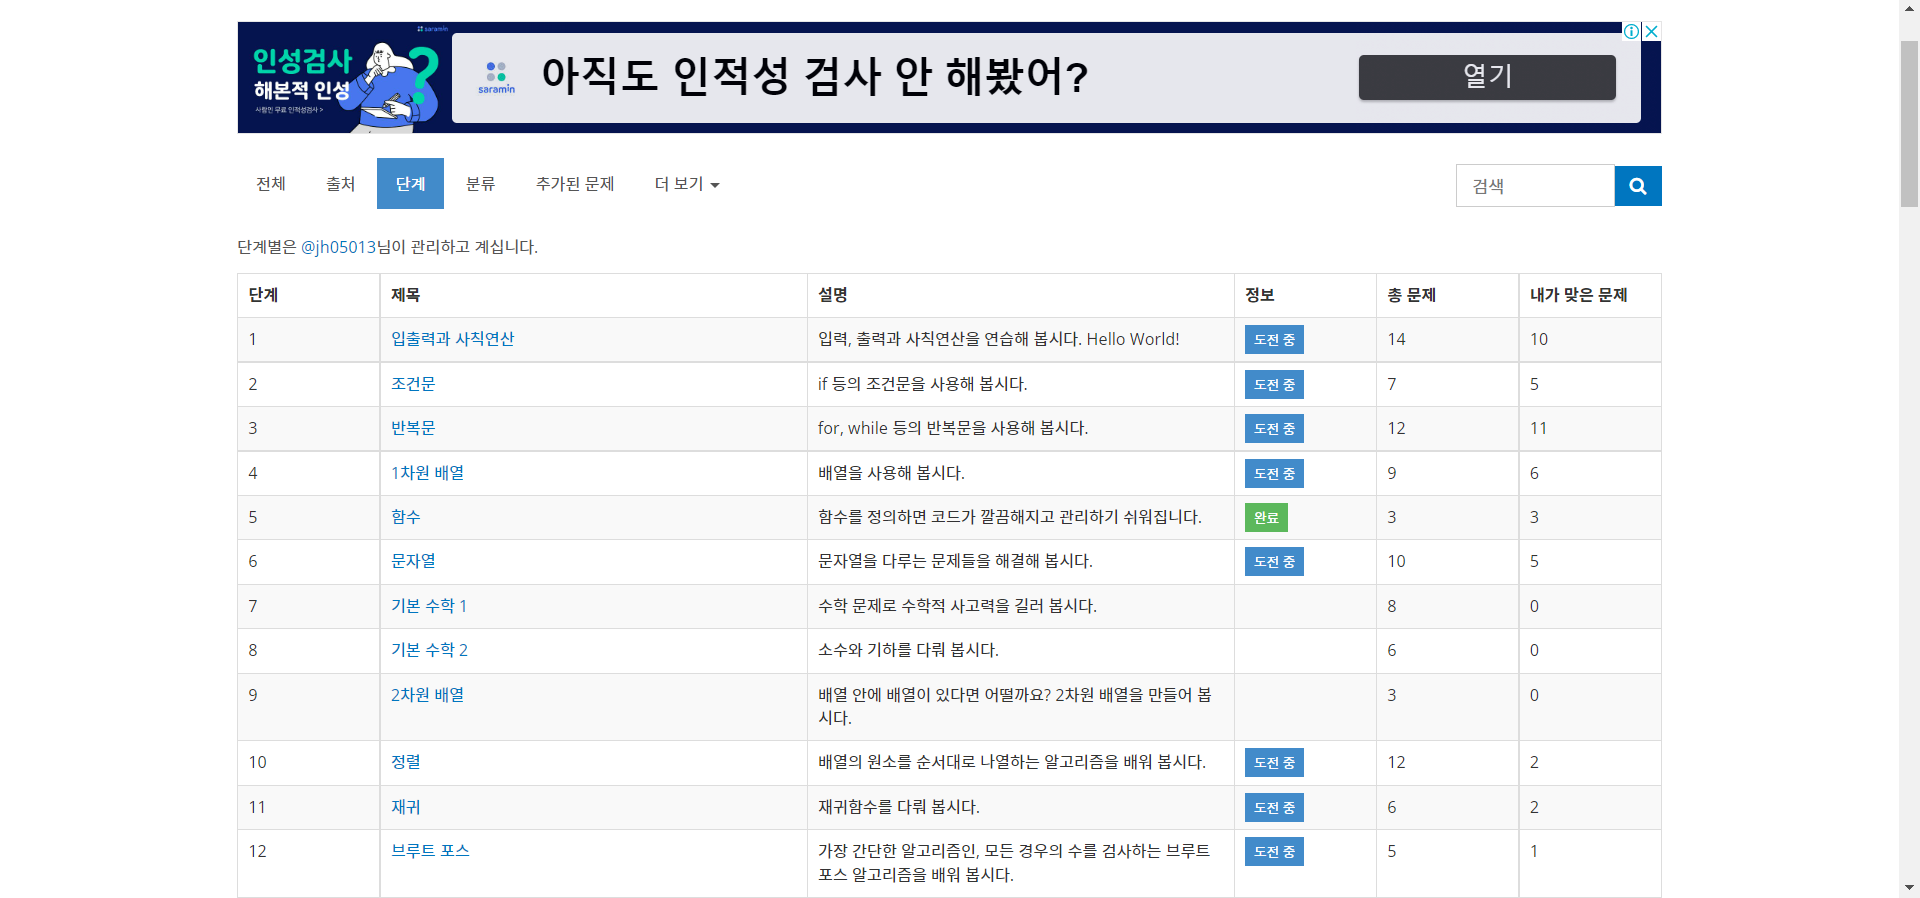 saramin
인성검사
해본적 인성
사람인 무료 인적성검사 >
?
saramin
아직도 인적성 검사 안 해봤어?
열기
전체 출처 단계 분류 추가된 문제 더 보기
검색
단계별은 @jh05013님이 관리하고 계십니다.
단계 제목 설명 정보 총 문제 내가 맞은 문제
1 입출력과 사칙연산 입력, 출력과 사칙연산을 연습해 봅시다. Hello World! 도전 중 14 10
2 조건문 if 등의 조건문을 사용해 봅시다. 도전 중 7 5
3 반복문 for, while 등의 반복문을 사용해 봅시다. 도전 중 12 11
4 1차원 배열 배열을 사용해 봅시다. 도전 중 9 6
5 함수 함수를 정의하면 코드가 깔끔해지고 관리하기 쉬워집니다. 완료 3 3
6 문자열 문자열을 다루는 문제들을 해결해 봅시다. 도전 중 10 5
7 기본 수학 1 수학 문제로 수학적 사고력을 길러 봅시다. 8 0
8 기본 수학 2 소수와 기하를 다뤄 봅시다. 6 0
9 2차원 배열 배열 안에 배열이 있다면 어떨까요? 2차원 배열을 만들어 봅 3 0
시다.
10 정렬 배열의 원소를 순서대로 나열하는 알고리즘을 배워 봅시다. 도전 중 12 2
11 재귀 재귀함수를 다뤄 봅시다. 도전 중 6 2
12 브루트 포스 가장 간단한 알고리즘인, 모든 경우의 수를 검사하는 브루트 도전 중 5 1
포스 알고리즘을 배워 봅시다.